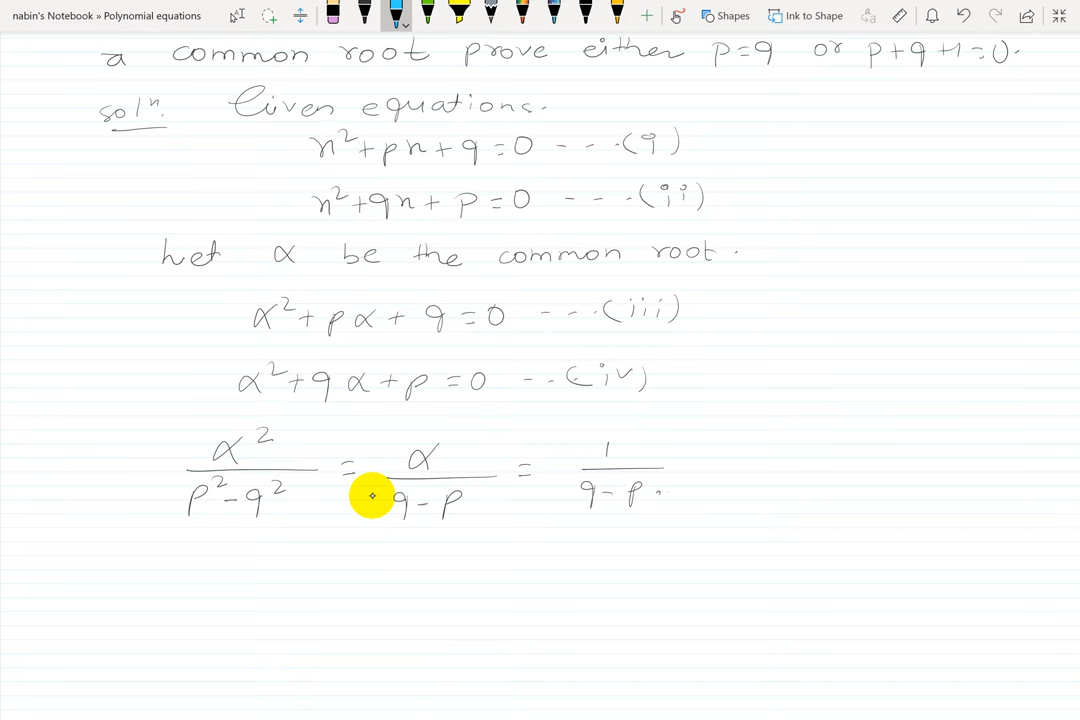 nabin's Notebook » Polynomial equations
Shapes
Ink to Shape
a common root prove either p=q or p+q+1=0.
solⁿ. Given equations.
x²+px+q=0 --- (i)
x²+qx+p=0 --- (ii)
Let α be the common root.
α²+pα+q=0 --- (iii)
α²+qα+p=0 -- (iv)
α²/(p²-q²) = α/(q-p) = 1/(q-p)